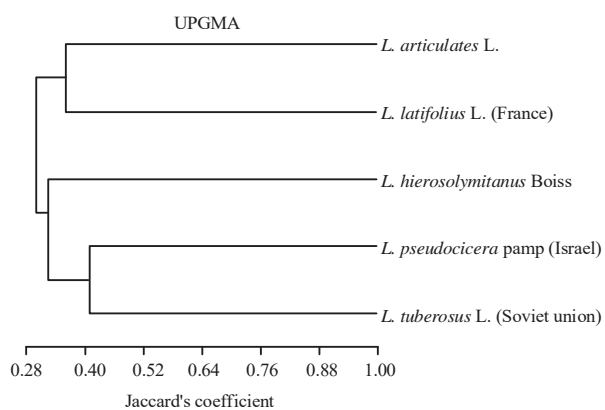 UPGMA
L. articulates L.
L. latifolius L. (France)
L. hierosolymitanus Boiss
L. pseudocicera pamp (Israel)
L. tuberosus L. (Soviet union)
0.28 0.40 0.52 0.64 0.76 0.88 1.00
Jaccard's coefficient